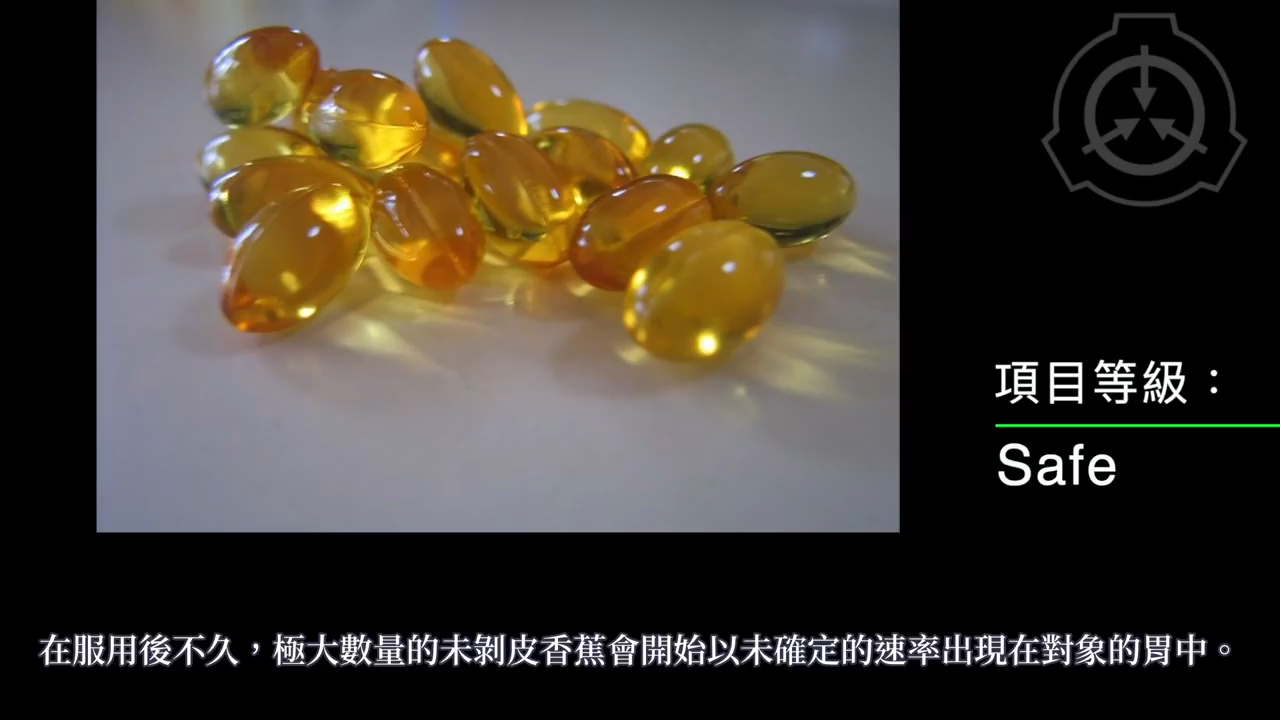 項目等級：
Safe
在服用後不久，極大數量的未剝皮香蕉會開始以未確定的速率出現在對象的胃中。